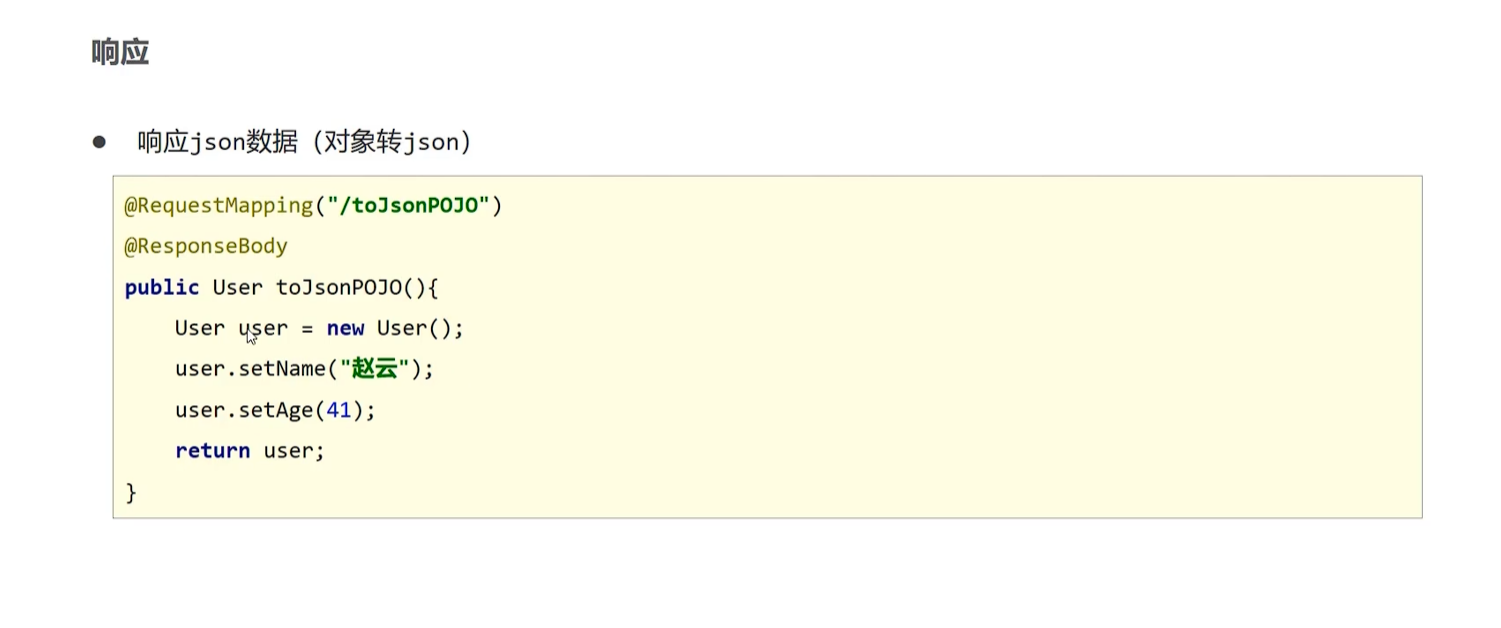 响应
● 响应json数据（对象转json）
@RequestMapping("/toJsonPOJO")
@ResponseBody
public User toJsonPOJO(){
    User user = new User();
    user.setName("赵云");
    user.setAge(41);
    return user;
}